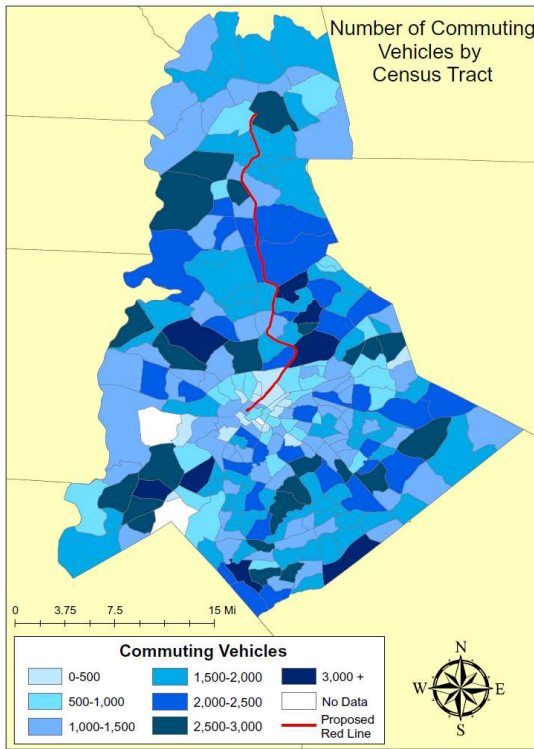 Number of Commuting
Vehicles by
Census Tract
0 3.75 7.5 15 Mi
Commuting Vehicles
0-500 1,500-2,000 3,000 +
500-1,000 2,000-2,500 No Data
1,000-1,500 2,500-3,000 Proposed
Red Line
N
W E
S